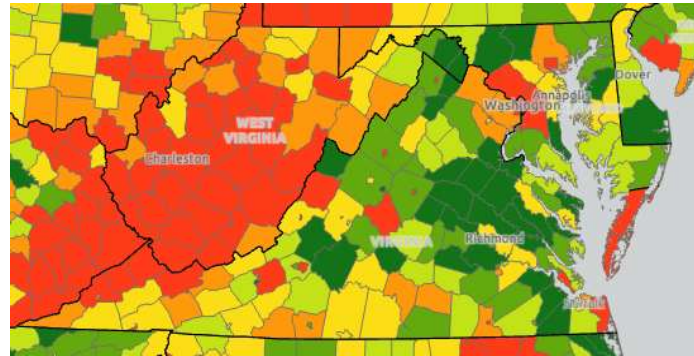 Dover
Annapolis
Washington
WEST
VIRGINIA
Charleston
VIRGINIA
Richmond